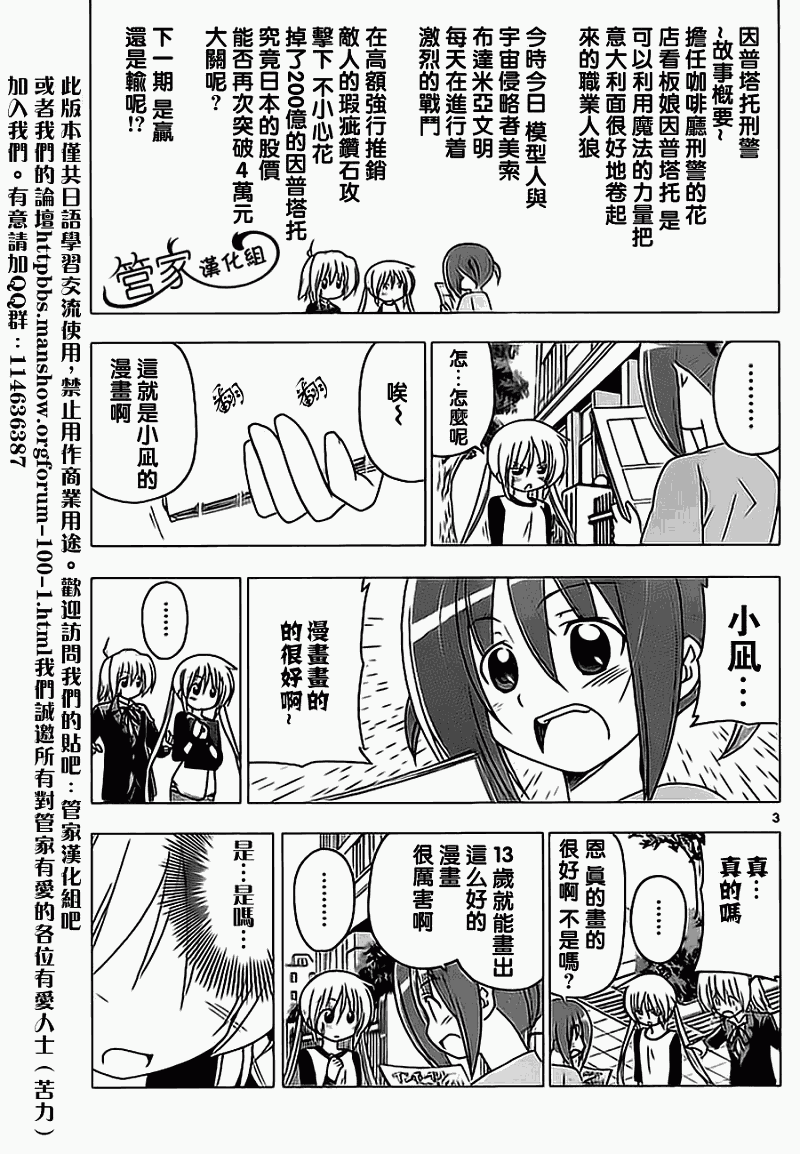 因普塔托刑警
~故事概要~
擔任咖啡廳刑警的花
店看板娘因普塔托 是
可以利用魔法的力量把
意大利面很好地卷起
來的職業人狼
今時今日 模型人與
宇宙侵略者美索
布達米亞文明
每天在進行着
激烈的戰鬥
在高額強行推銷
敵人的瑕疵鑽石攻
擊下 不小心花
掉了200億的因普塔托
究竟日本的股價
能否再次突破4萬元
大關呢?
下一期 是贏
還是輸呢!?
管家漢化組
………
怎…怎麼呢
唉~
翻
翻
這就是小凪的
漫畫啊
小凪…
漫畫畫的
的很好啊~
……
3
真…
真的嗎
…
恩 真的畫的
很好啊 不是嗎?
13歲就能畫出
這么好的
漫畫
很厲害啊
……
是…是嗎…
此版本僅共日語學習交流使用,禁止用作商業用途。歡迎訪問我們的貼吧:管家漢化組吧
或者我們的論壇httpbbs.manshow.orgforum-100-1.html我們誠邀所有對管家有愛的各位有愛人士(苦力)
加入我們。有意請加QQ群:114636387